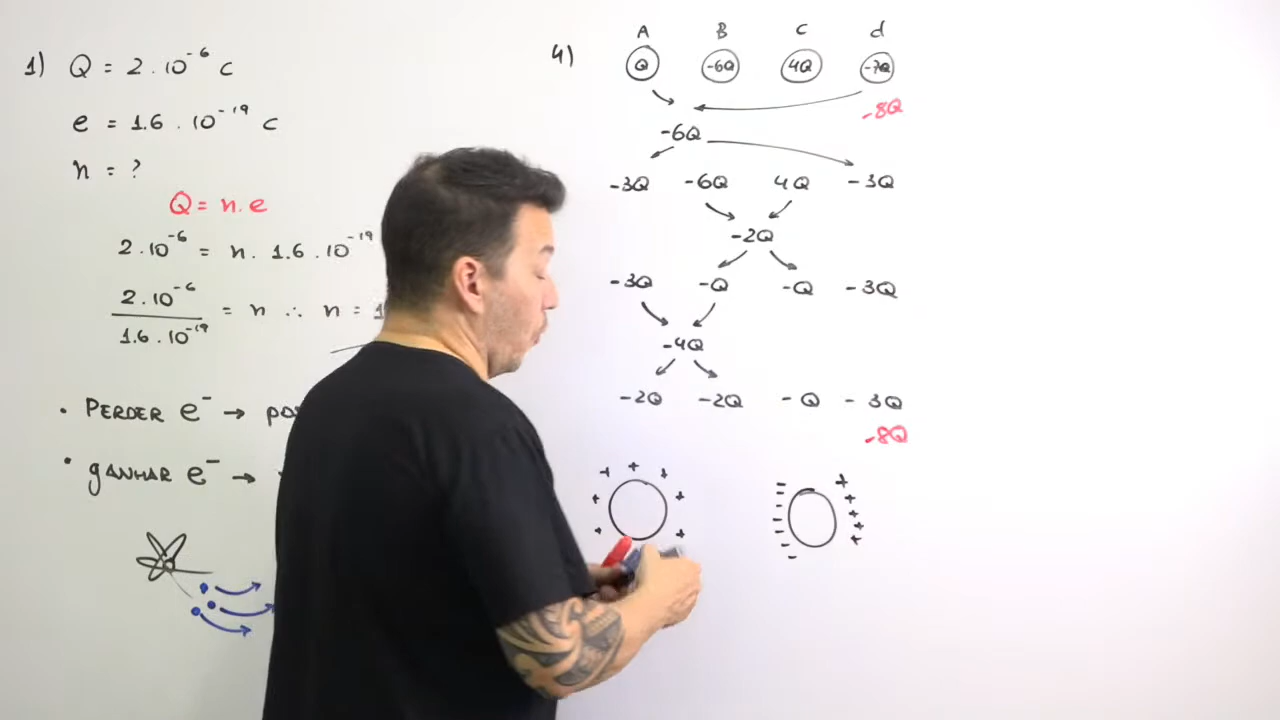 1) Q = 2.10⁻⁶ c
e = 1.6 . 10⁻¹⁹ c
n = ?
Q = n.e
2.10⁻⁶ = n. 1.6 . 10⁻¹⁹
2.10⁻⁶
1.6 . 10⁻¹⁹
= n ∴ n =
• PERDER e⁻ →
• gANHAR e⁻ →
4) A B C d
Q -6Q 4Q -7Q
-8Q
-6Q
-3Q -6Q 4Q -3Q
-2Q
-3Q -Q -Q -3Q
-4Q
-2Q -2Q -Q -3Q
-8Q
+ + + + + + +
- - - - - - - + + + + +